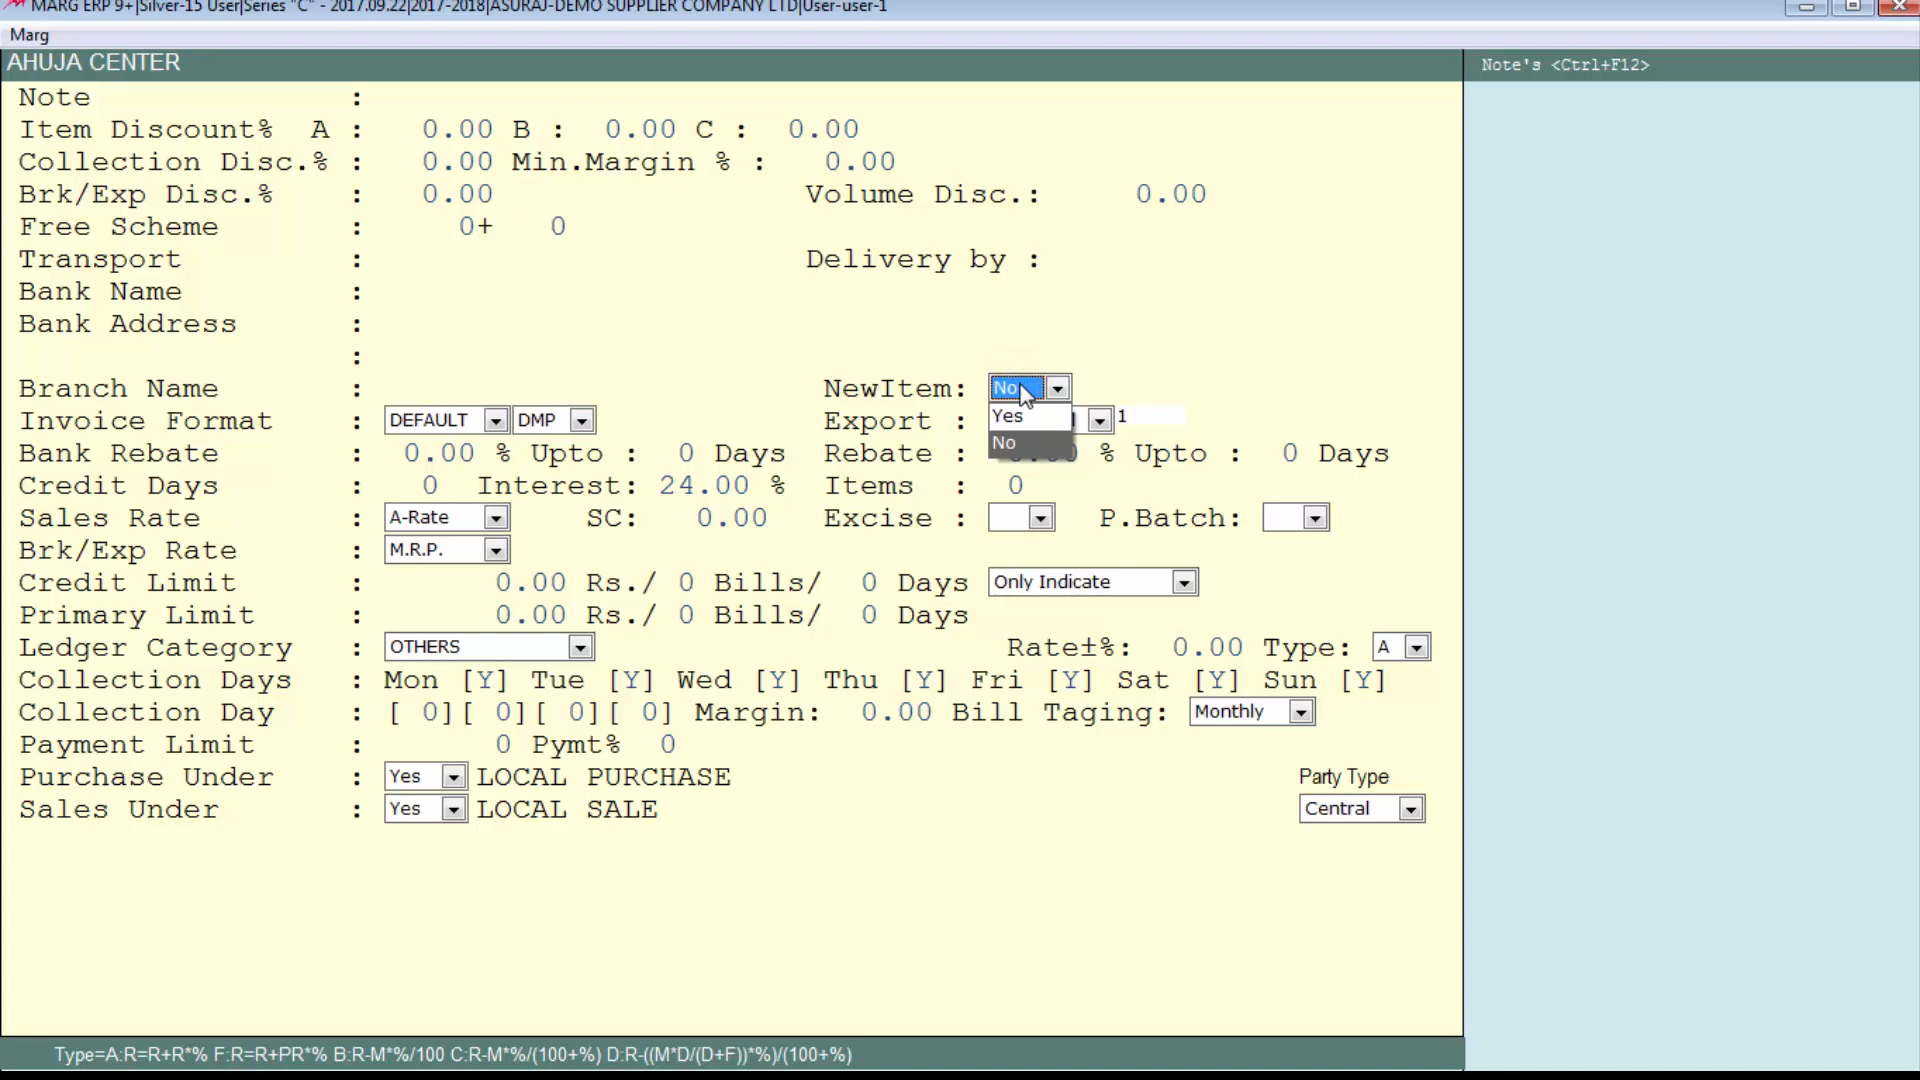 MARG ERP 9+|Silver-15 User|Series "C" - 2017.09.22|2017-2018|ASURAJ-DEMO SUPPLIER COMPANY LTD|User-user-1
Marg
AHUJA CENTER
Note's <Ctrl+F12>
Note :
Item Discount% A : 0.00 B : 0.00 C : 0.00
Collection Disc.% : 0.00 Min.Margin % : 0.00
Brk/Exp Disc.% : 0.00 Volume Disc.: 0.00
Free Scheme : 0+ 0
Transport : Delivery by :
Bank Name :
Bank Address :
:
Branch Name : NewItem: No
Yes
No
Invoice Format : DEFAULT DMP Export : 1
Bank Rebate : 0.00 % Upto : 0 Days Rebate : % Upto : 0 Days
Credit Days : 0 Interest: 24.00 % Items : 0
Sales Rate : A-Rate SC: 0.00 Excise : P.Batch:
Brk/Exp Rate : M.R.P.
Credit Limit : 0.00 Rs./ 0 Bills/ 0 Days Only Indicate
Primary Limit : 0.00 Rs./ 0 Bills/ 0 Days
Ledger Category : OTHERS Rate±%: 0.00 Type: A
Collection Days : Mon [Y] Tue [Y] Wed [Y] Thu [Y] Fri [Y] Sat [Y] Sun [Y]
Collection Day : [ 0][ 0][ 0][ 0] Margin: 0.00 Bill Taging: Monthly
Payment Limit : 0 Pymt% 0
Purchase Under : Yes LOCAL PURCHASE Party Type
Sales Under : Yes LOCAL SALE Central
Type=A:R=R+R*% F:R=R+PR*% B:R-M*%/100 C:R-M*%/(100+%) D:R-((M*D/(D+F))*%)/(100+%)